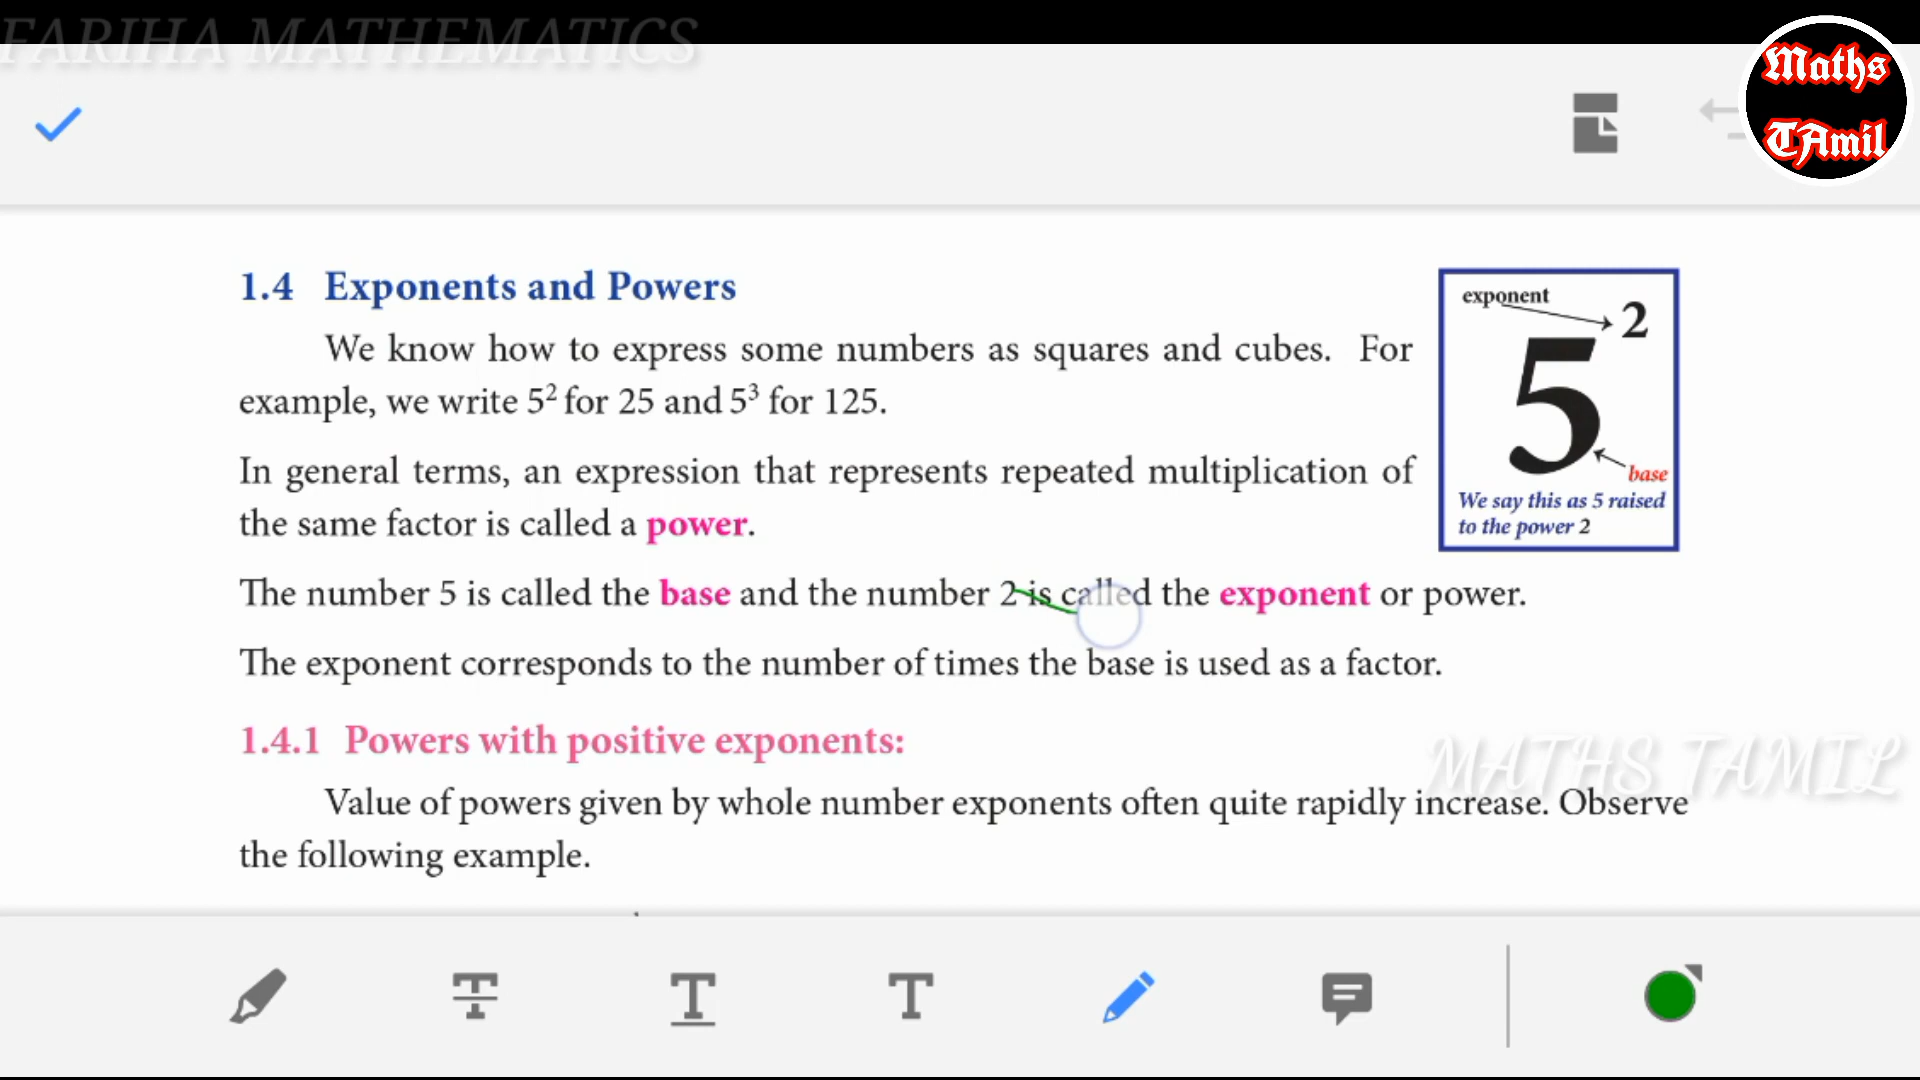 FARIHA MATHEMATICS
Maths
TAmil
1.4 Exponents and Powers
We know how to express some numbers as squares and cubes. For
example, we write 5² for 25 and 5³ for 125.
In general terms, an expression that represents repeated multiplication of
the same factor is called a power.
exponent
2
5
base
We say this as 5 raised
to the power 2
The number 5 is called the base and the number 2 is called the exponent or power.
The exponent corresponds to the number of times the base is used as a factor.
1.4.1 Powers with positive exponents:
MATHS TAMIL
Value of powers given by whole number exponents often quite rapidly increase. Observe
the following example.